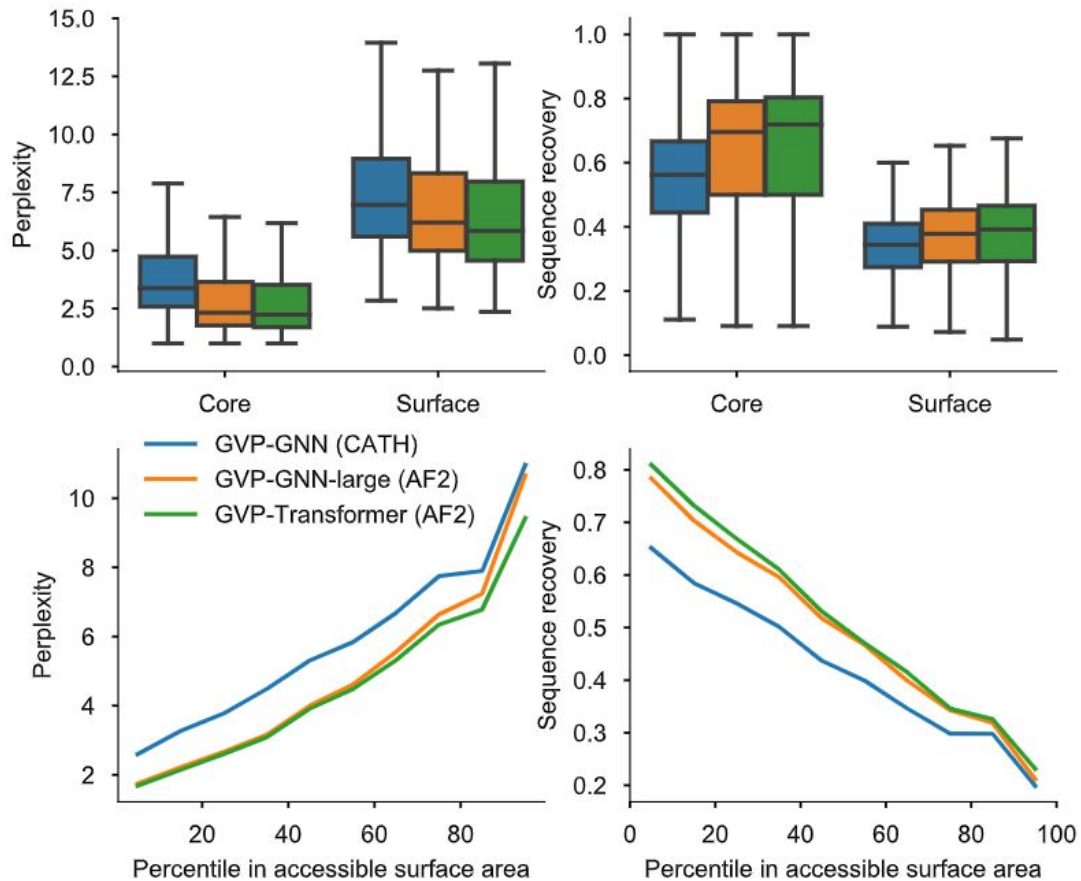 Perplexity
15.0
12.5
10.0
7.5
5.0
2.5
0.0
Core
Surface
Sequence recovery
1.0
0.8
0.6
0.4
0.2
0.0
Core
Surface
GVP-GNN (CATH)
GVP-GNN-large (AF2)
GVP-Transformer (AF2)
Perplexity
10
8
6
4
2
20 40 60 80
Percentile in accessible surface area
Sequence recovery
0.8
0.7
0.6
0.5
0.4
0.3
0.2
0 20 40 60 80 100
Percentile in accessible surface area